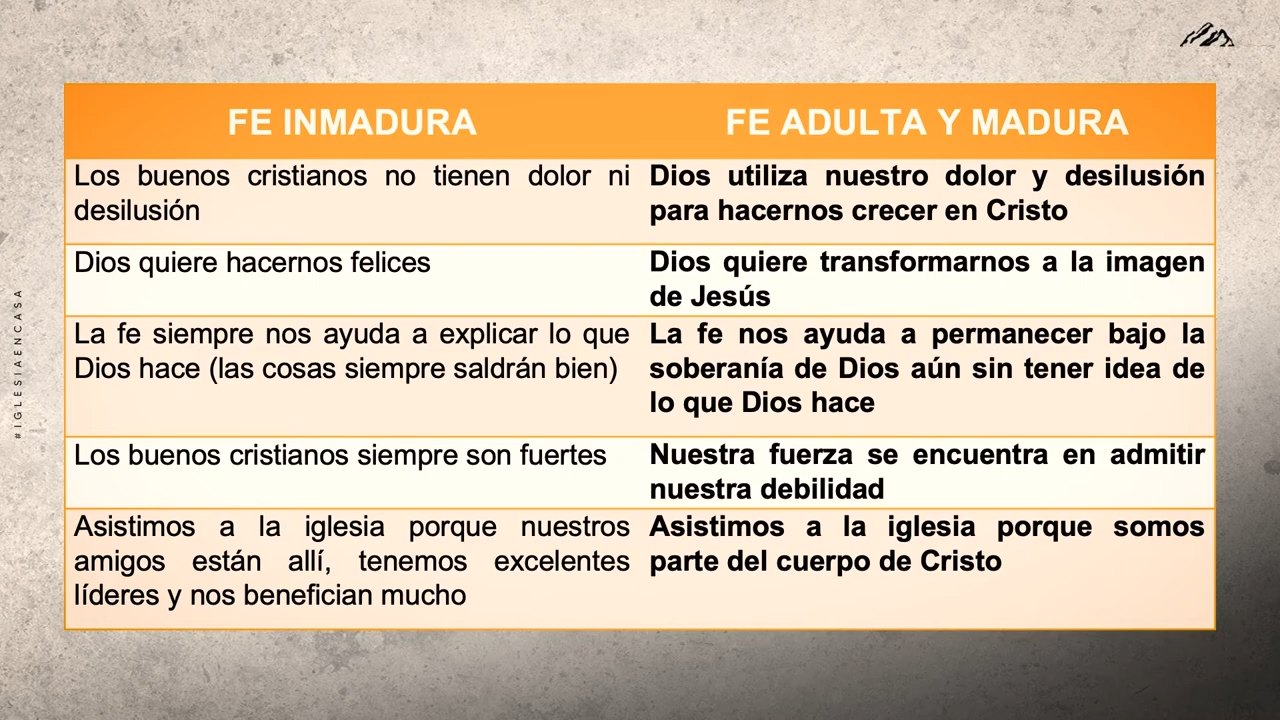 FE INMADURA
FE ADULTA Y MADURA
Los buenos cristianos no tienen dolor ni
desilusión
Dios utiliza nuestro dolor y desilusión
para hacernos crecer en Cristo
Dios quiere hacernos felices
Dios quiere transformarnos a la imagen
de Jesús
La fe siempre nos ayuda a explicar lo que
Dios hace (las cosas siempre saldrán bien)
La fe nos ayuda a permanecer bajo la
soberanía de Dios aún sin tener idea de
lo que Dios hace
Los buenos cristianos siempre son fuertes
Nuestra fuerza se encuentra en admitir
nuestra debilidad
Asistimos a la iglesia porque nuestros
amigos están allí, tenemos excelentes
líderes y nos benefician mucho
Asistimos a la iglesia porque somos
parte del cuerpo de Cristo
#IGLESIAENCASA